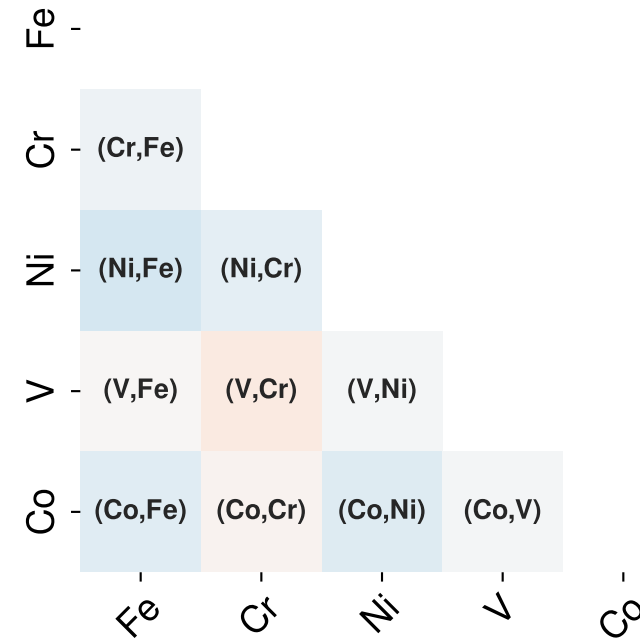 Fe
Cr
(Cr,Fe)
Ni
(Ni,Fe) (Ni,Cr)
V
(V,Fe) (V,Cr) (V,Ni)
Co
(Co,Fe) (Co,Cr) (Co,Ni) (Co,V)
Fe Cr Ni V Co